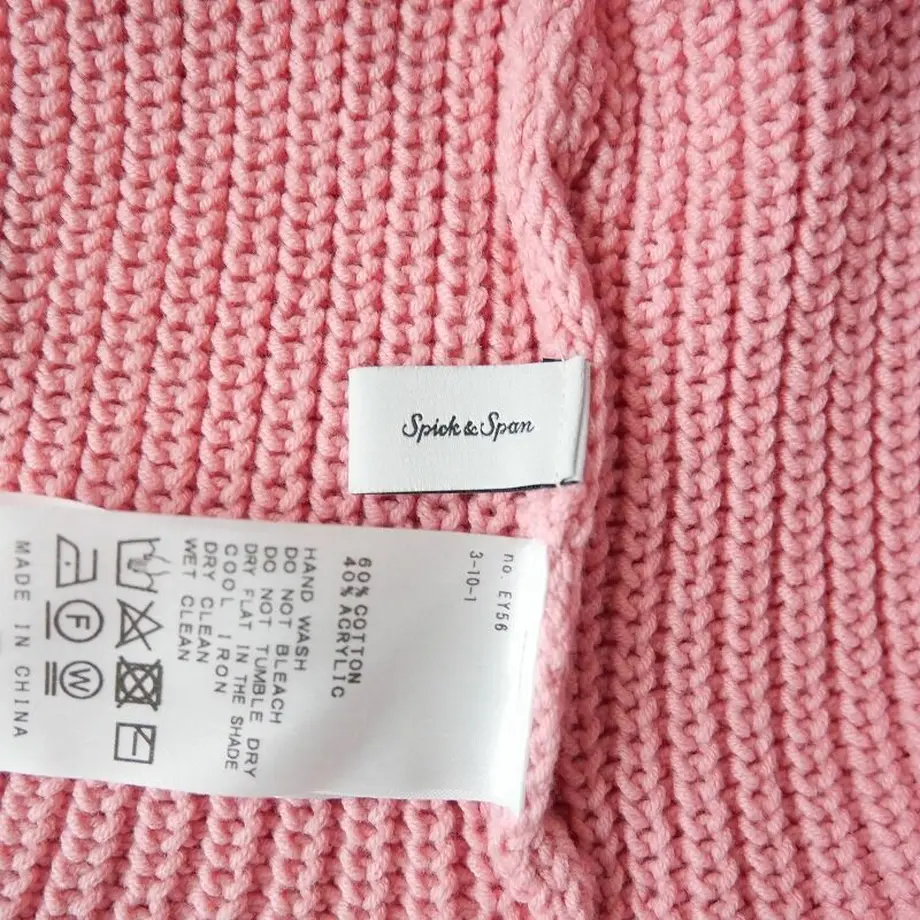 Spick & Span
no. EY56
3-10-1
60% COTTON
40% ACRYLIC
HAND WASH
DO NOT BLEACH
DO NOT TUMBLE DRY
DRY FLAT IN THE SHADE
COOL IRON
DRY CLEAN
WET CLEAN
F
W
MADE IN CHINA